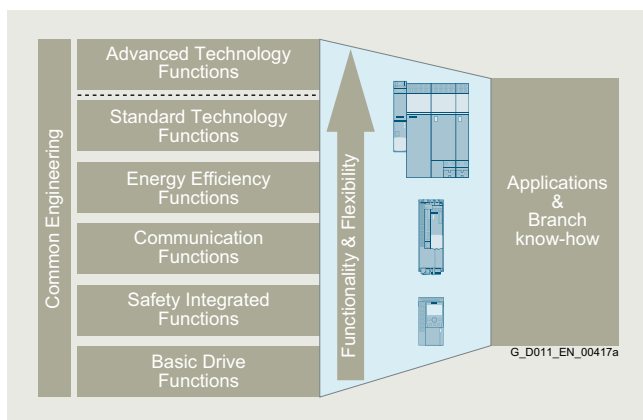 Common Engineering
Advanced Technology
Functions
Standard Technology
Functions
Energy Efficiency
Functions
Communication
Functions
Safety Integrated
Functions
Basic Drive
Functions
Functionality & Flexibility
Applications
&
Branch
know-how
G_D011_EN_00417a